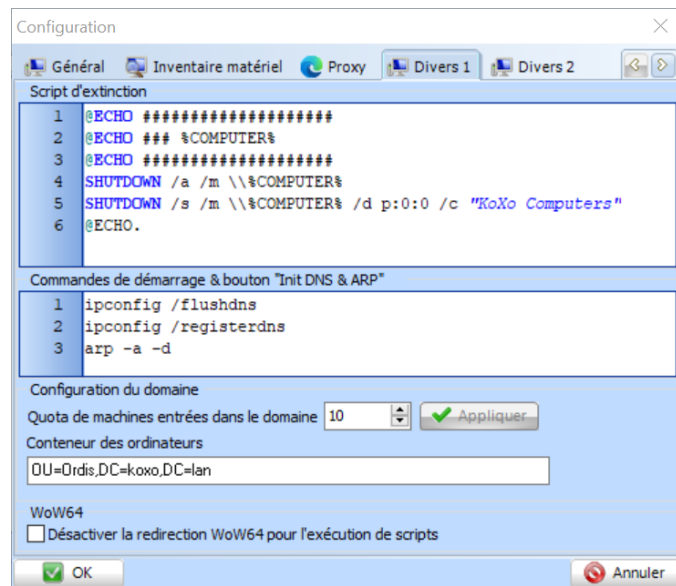 Configuration
Général Inventaire matériel Proxy Divers 1 Divers 2
Script d'extinction
1 @ECHO ####################
2 @ECHO ### %COMPUTER%
3 @ECHO ####################
4 SHUTDOWN /a /m \\%COMPUTER%
5 SHUTDOWN /s /m \\%COMPUTER% /d p:0:0 /c "KoXo Computers"
6 @ECHO.
Commandes de démarrage & bouton "Init DNS & ARP"
1 ipconfig /flushdns
2 ipconfig /registerdns
3 arp -a -d
Configuration du domaine
Quota de machines entrées dans le domaine 10 Appliquer
Conteneur des ordinateurs
OU=Ordis,DC=koxo,DC=lan
WoW64
Désactiver la redirection WoW64 pour l'exécution de scripts
OK Annuler